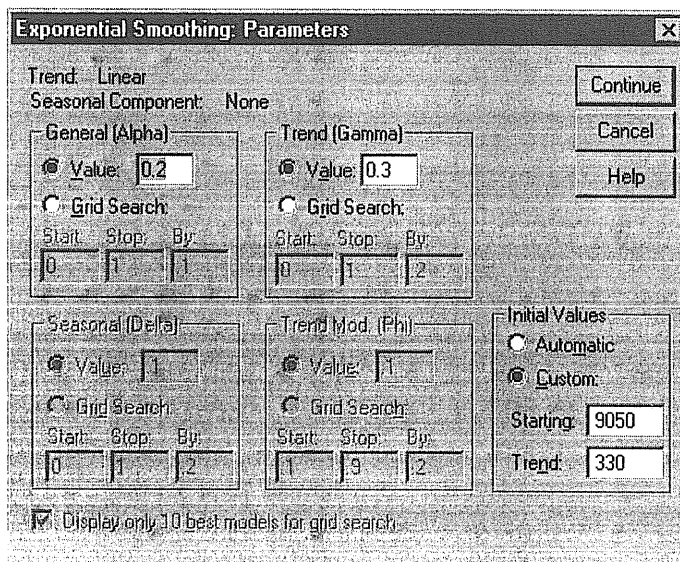 Exponential Smoothing: Parameters
Trend: Linear
Seasonal Component: None
Continue
Cancel
Help
General (Alpha)
Value: 0.2
Grid Search:
Start: Stop: By:
0 1 .1
Trend (Gamma)
Value: 0.3
Grid Search:
Start: Stop: By:
0 1 .2
Seasonal (Delta)
Value: .1
Grid Search:
Start: Stop: By:
0 1 .2
Trend Mod. (Phi)
Value: .1
Grid Search:
Start: Stop: By:
.1 .9 .2
Initial Values
Automatic
Custom:
Starting: 9050
Trend: 330
Display only 10 best models for grid search